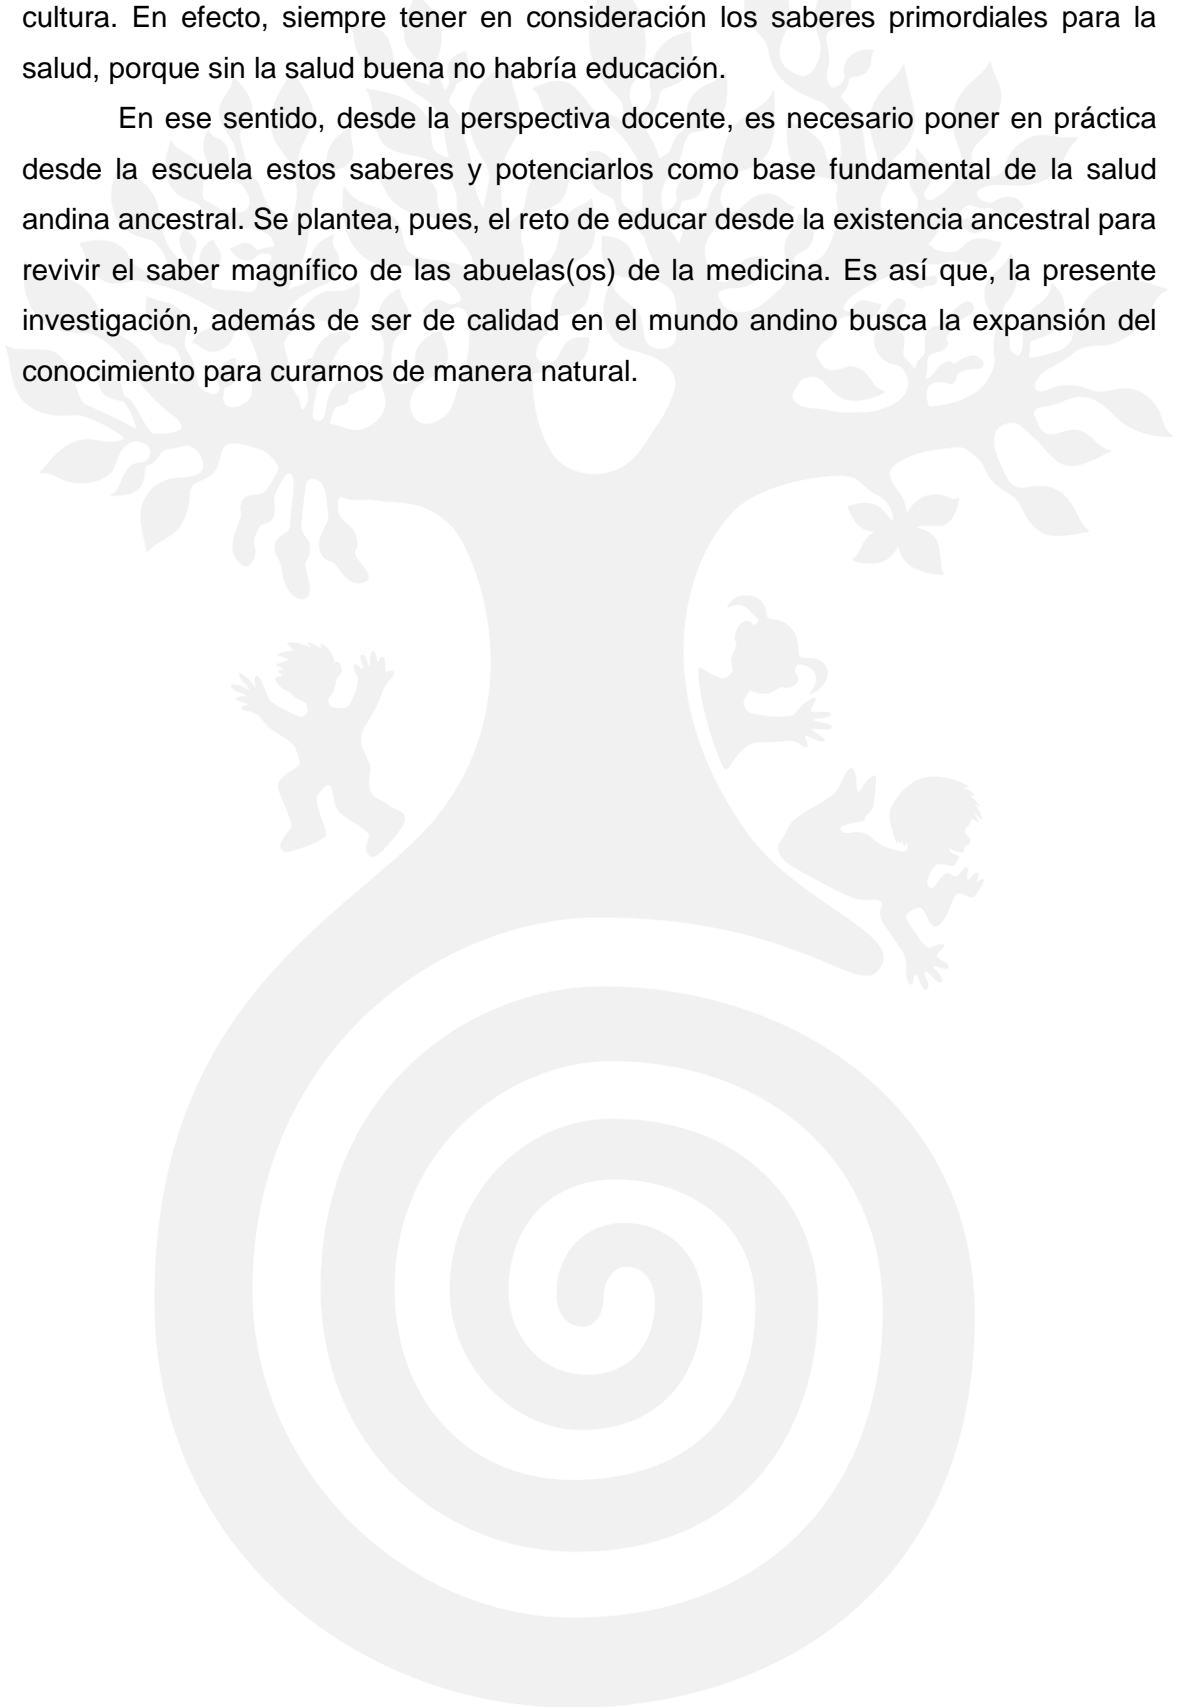 cultura. En efecto, siempre tener en consideración los saberes primordiales para la
salud, porque sin la salud buena no habría educación.
En ese sentido, desde la perspectiva docente, es necesario poner en práctica
desde la escuela estos saberes y potenciarlos como base fundamental de la salud
andina ancestral. Se plantea, pues, el reto de educar desde la existencia ancestral para
revivir el saber magnífico de las abuelas(os) de la medicina. Es así que, la presente
investigación, además de ser de calidad en el mundo andino busca la expansión del
conocimiento para curarnos de manera natural.